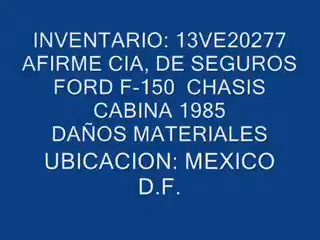 INVENTARIO: 13VE20277
AFIRME CIA, DE SEGUROS
FORD F-150 CHASIS
CABINA 1985
DAÑOS MATERIALES
UBICACION: MEXICO
D.F.